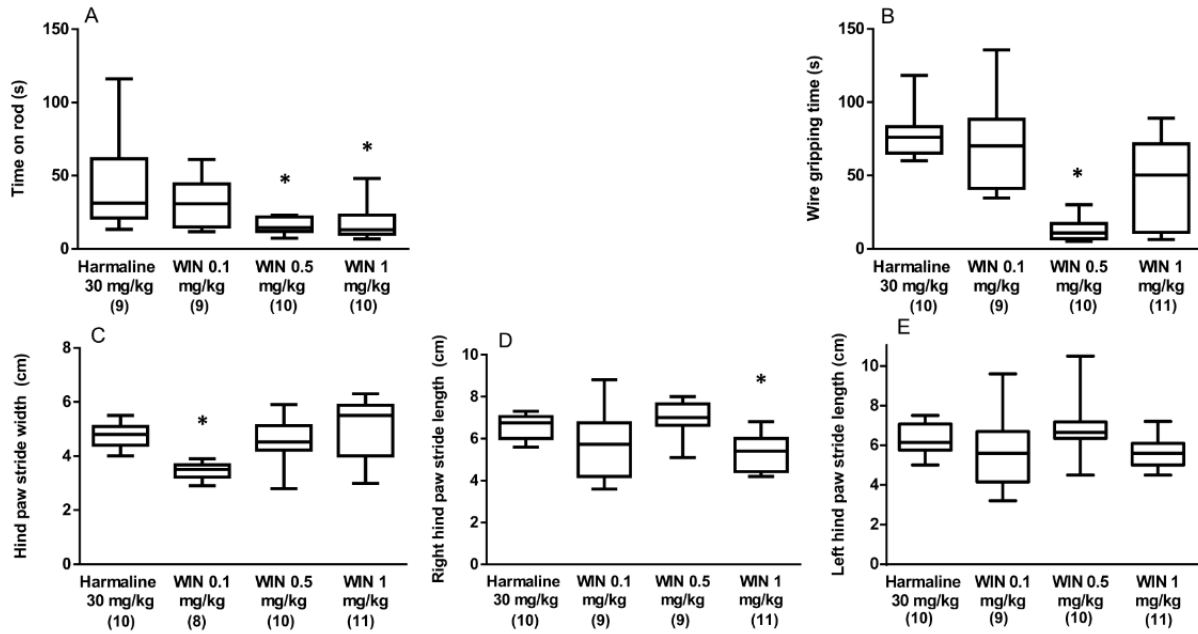 A
Time on rod (s)
150
100
50
0
Harmaline WIN 0.1 WIN 0.5 WIN 1
30 mg/kg mg/kg mg/kg mg/kg
(9) (9) (10) (10)
*
*
B
Wire gripping time (s)
150
100
50
0
Harmaline WIN 0.1 WIN 0.5 WIN 1
30 mg/kg mg/kg mg/kg mg/kg
(10) (9) (10) (11)
*
C
Hind paw stride width (cm)
8
6
4
2
0
Harmaline WIN 0.1 WIN 0.5 WIN 1
30 mg/kg mg/kg mg/kg mg/kg
(10) (8) (10) (11)
*
D
Right hind paw stride length (cm)
10
8
6
4
2
0
Harmaline WIN 0.1 WIN 0.5 WIN 1
30 mg/kg mg/kg mg/kg mg/kg
(10) (9) (9) (11)
*
E
Left hind paw stride length (cm)
10
8
6
4
2
0
Harmaline WIN 0.1 WIN 0.5 WIN 1
30 mg/kg mg/kg mg/kg mg/kg
(10) (9) (10) (11)